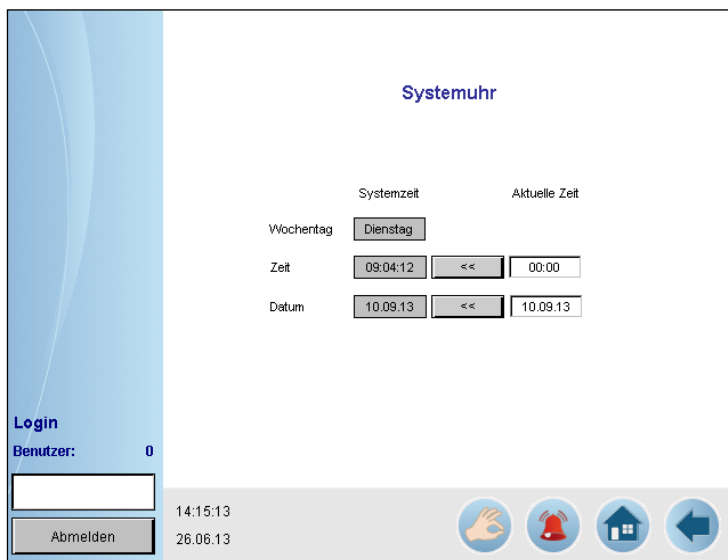 Systemuhr
Systemzeit Aktuelle Zeit
Wochentag Dienstag
Zeit 09:04:12 << 00:00
Datum 10.09.13 << 10.09.13
Login
Benutzer: 0
Abmelden
14:15:13
26.06.13